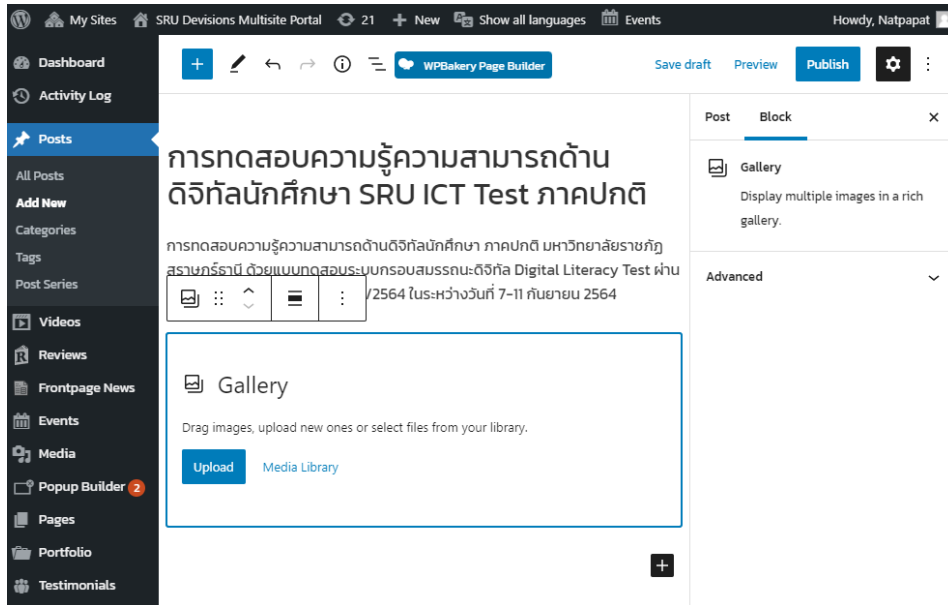 My Sites SRU Devisions Multisite Portal 21 New Show all languages Events Howdy, Natpapat
Dashboard
Activity Log
Posts
All Posts
Add New
Categories
Tags
Post Series
Videos
Reviews
Frontpage News
Events
Media
Popup Builder 2
Pages
Portfolio
Testimonials
WPBakery Page Builder Save draft Preview Publish
การทดสอบความรู้ความสามารถด้าน
ดิจิทัลนักศึกษา SRU ICT Test ภาคปกติ
การทดสอบความรู้ความสามารถด้านดิจิทัลนักศึกษา ภาคปกติ มหาวิทยาลัยราชภัฏ
สุราษฎร์ธานี ด้วยแบบทดสอบระบบกรอบสมรรถนะดิจิทัล Digital Literacy Test ผ่าน
/2564 ในระหว่างวันที่ 7-11 กันยายน 2564
Gallery
Drag images, upload new ones or select files from your library.
Upload Media Library
Post Block
Gallery
Display multiple images in a rich
gallery.
Advanced